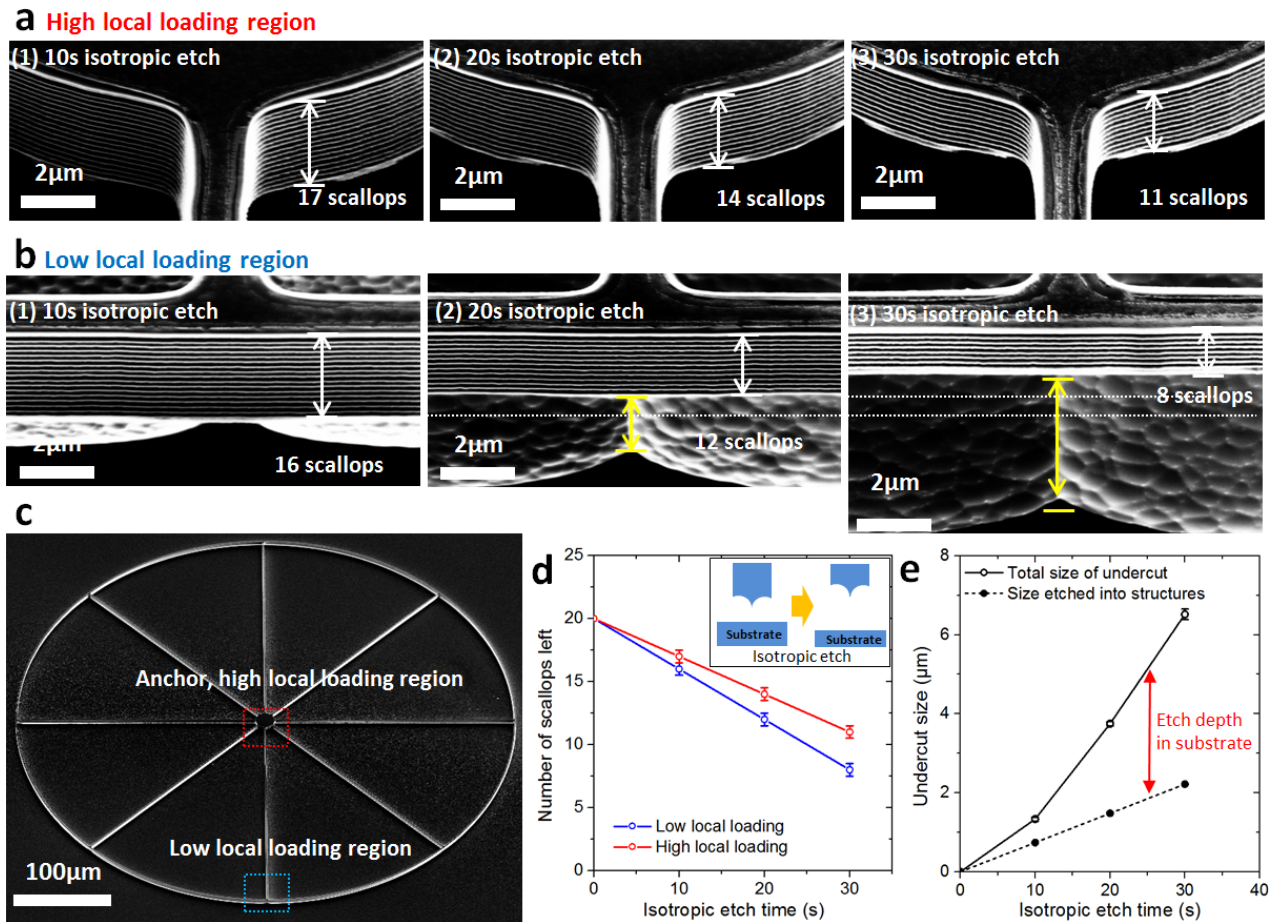 a High local loading region
(1) 10s isotropic etch
2µm
17 scallops
(2) 20s isotropic etch
2µm
14 scallops
(3) 30s isotropic etch
2µm
11 scallops
b Low local loading region
(1) 10s isotropic etch
2µm
16 scallops
(2) 20s isotropic etch
2µm
12 scallops
(3) 30s isotropic etch
8 scallops
2µm
c
Anchor, high local loading region
Low local loading region
100µm
d
25
20
15
10
5
0
Number of scallops left
Substrate
Substrate
Isotropic etch
Low local loading
High local loading
0 10 20 30
Isotropic etch time (s)
e
8
6
4
2
0
Undercut size (µm)
Total size of undercut
Size etched into structures
Etch depth
in substrate
0 10 20 30 40
Isotropic etch time (s)